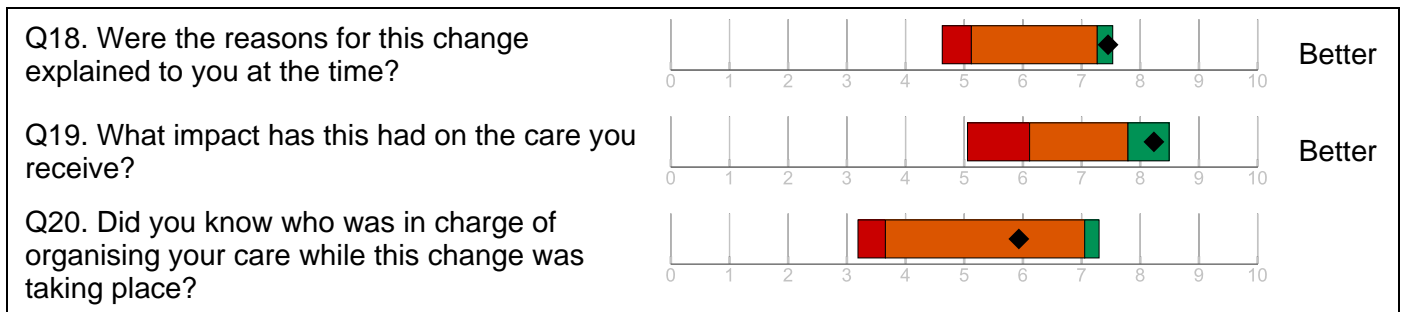 Q18. Were the reasons for this change
explained to you at the time?
0 1 2 3 4 5 6 7 8 9 10
Better
Q19. What impact has this had on the care you
receive?
0 1 2 3 4 5 6 7 8 9 10
Better
Q20. Did you know who was in charge of
organising your care while this change was
taking place?
0 1 2 3 4 5 6 7 8 9 10